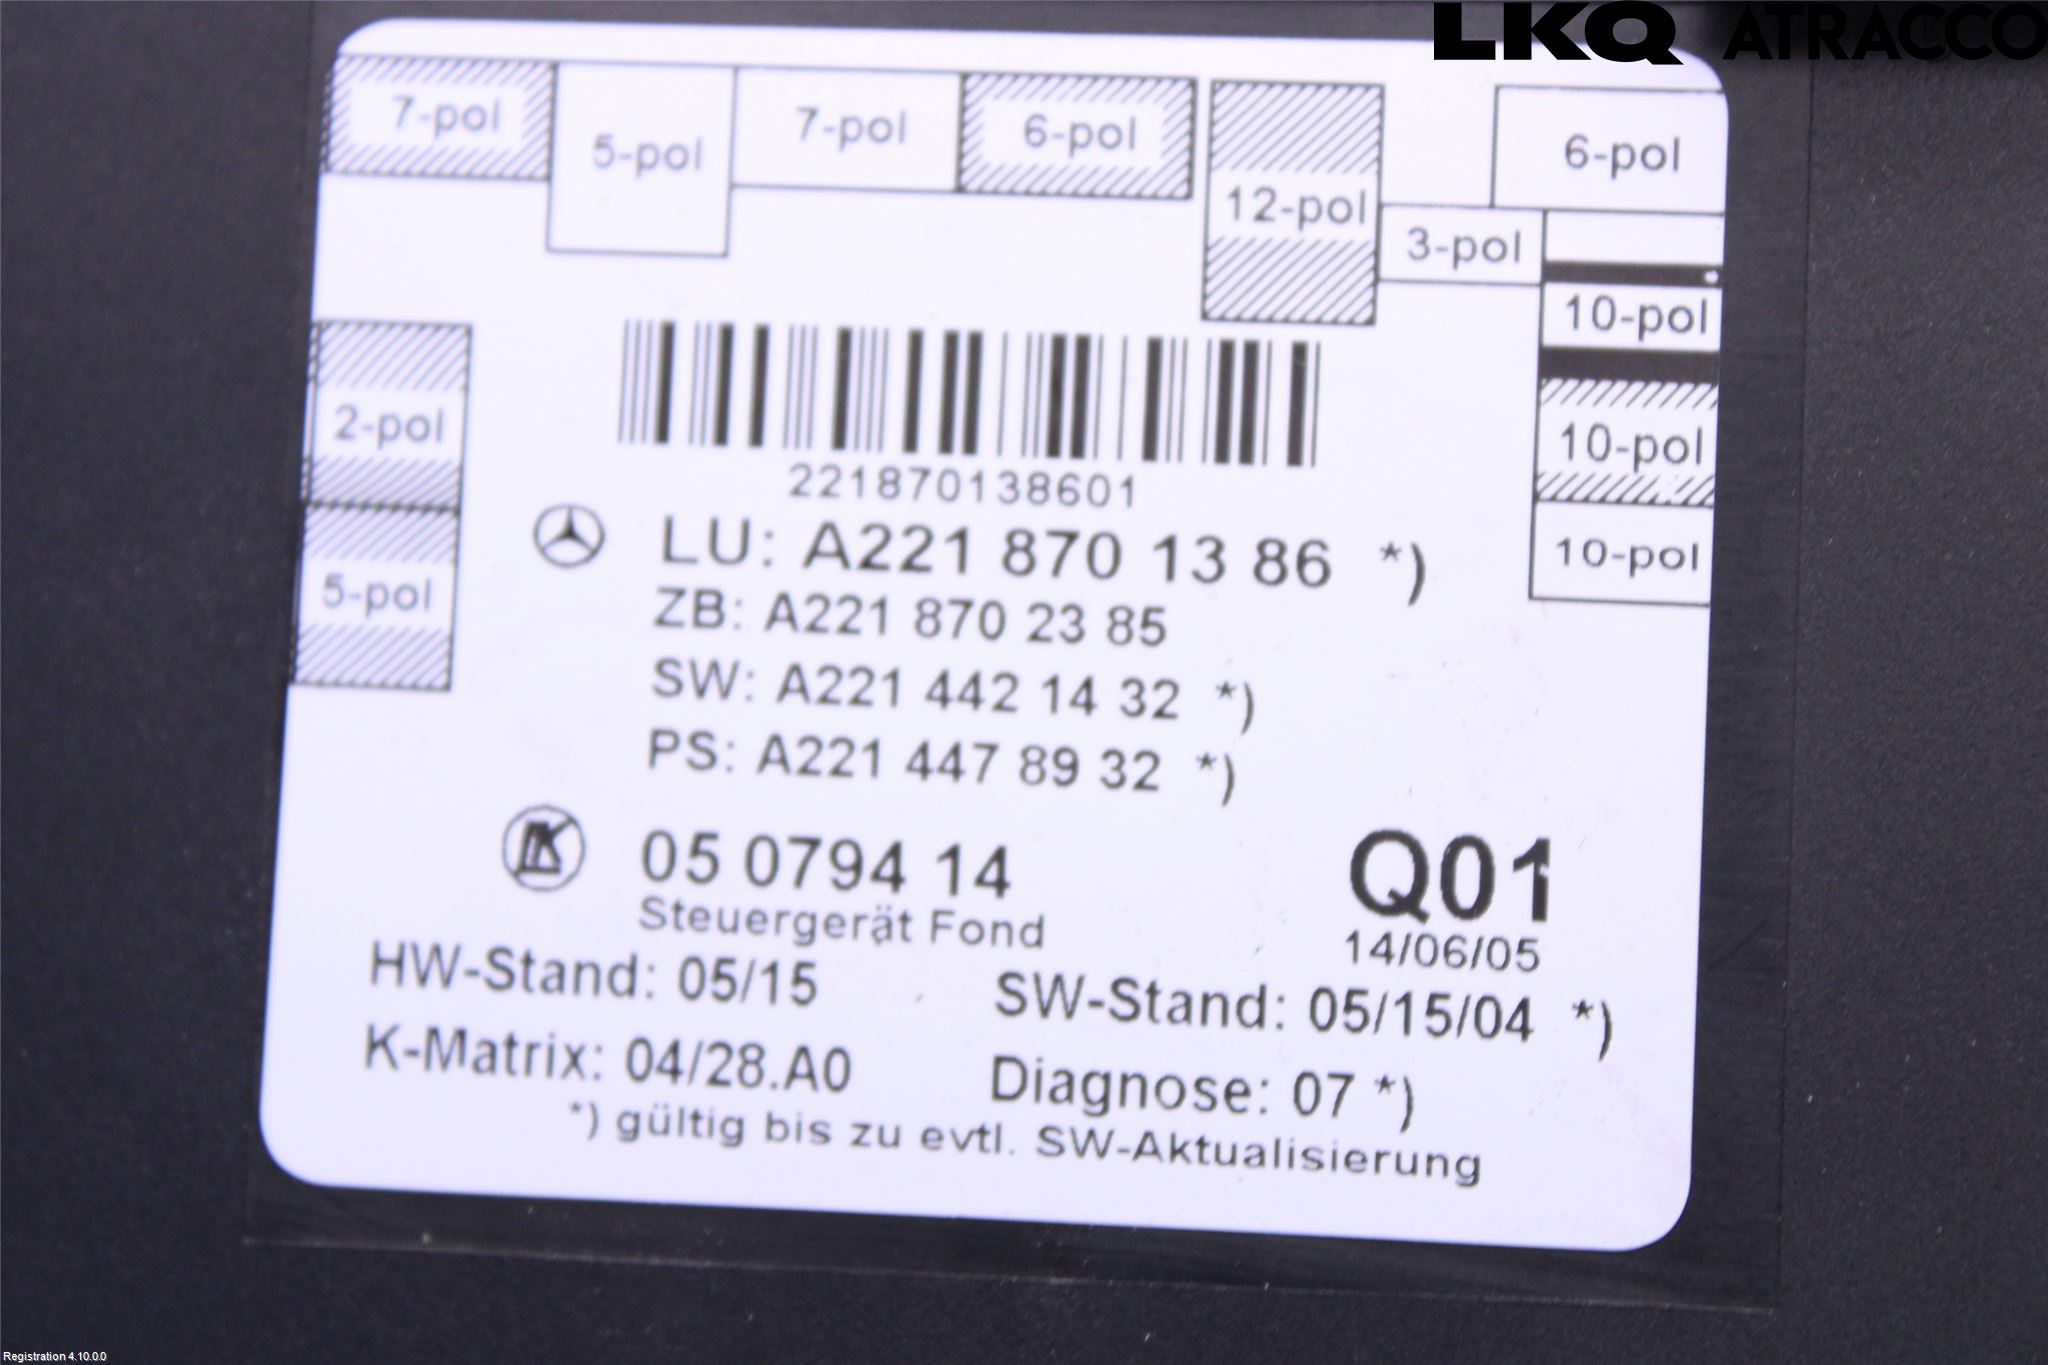 LKQ ATRACCO
7-pol
5-pol
7-pol
6-pol
12-pol
3-pol
6-pol
10-pol
10-pol
10-pol
2-pol
5-pol
221870138601
LU: A221 870 13 86 *)
ZB: A221 870 23 85
SW: A221 442 14 32 *)
PS: A221 447 89 32 *)
05 0794 14
Steuergerät Fond
Q01
14/06/05
HW-Stand: 05/15
SW-Stand: 05/15/04 *)
K-Matrix: 04/28.A0
Diagnose: 07 *)
*) gültig bis zu evtl. SW-Aktualisierung
Registration 4.10.0.0